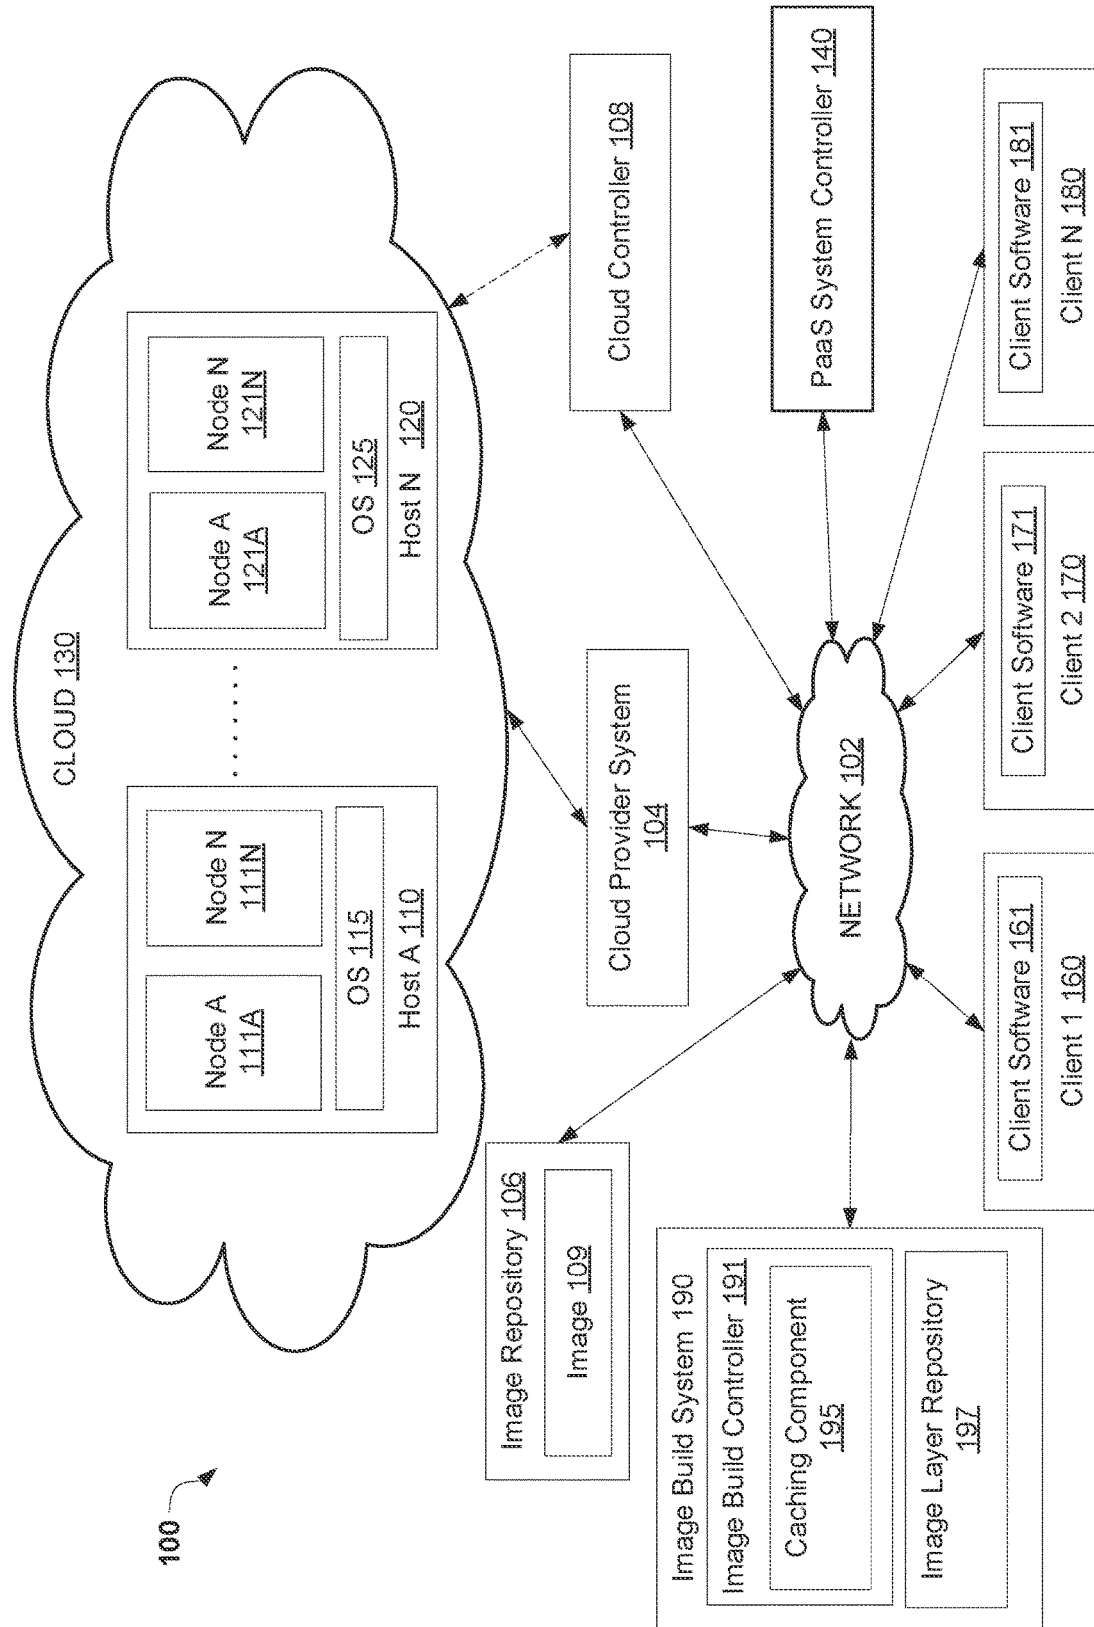 100
CLOUD 130
Node A
111A
Node N
111N
OS 115
Host A 110
. . . . . . .
Node A
121A
Node N
121N
OS 125
Host N 120
Image Repository 106
Image 109
Cloud Provider System
104
Cloud Controller 108
Image Build System 190
Image Build Controller 191
Caching Component
195
Image Layer Repository
197
NETWORK 102
PaaS System Controller 140
Client Software 161
Client 1 160
Client Software 171
Client 2 170
Client Software 181
Client N 180